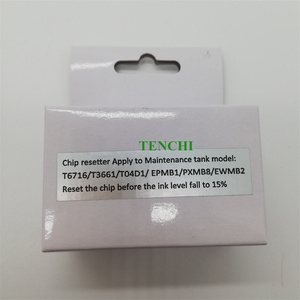 TENCHI
Chip resetter Apply to Maintenance tank model:
T6716/T3661/T04D1/ EPMB1/PXMB8/EWMB2
Reset the chip before the ink level fall to 15%